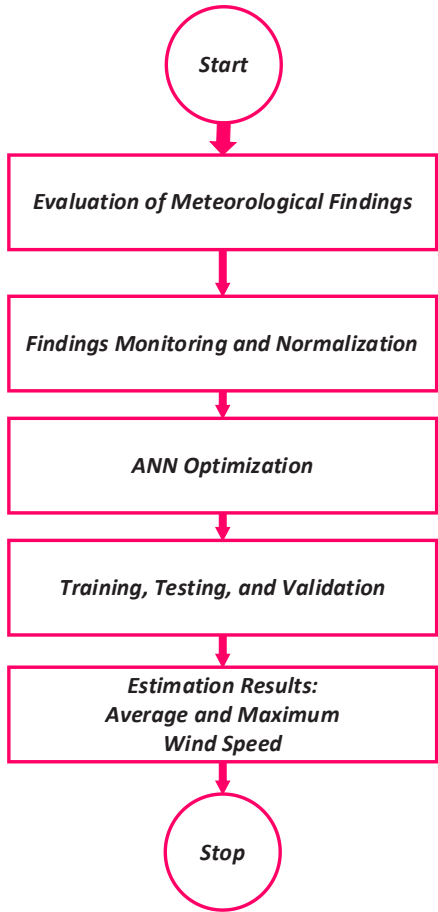 Start
Evaluation of Meteorological Findings
Findings Monitoring and Normalization
ANN Optimization
Training, Testing, and Validation
Estimation Results:
Average and Maximum
Wind Speed
Stop